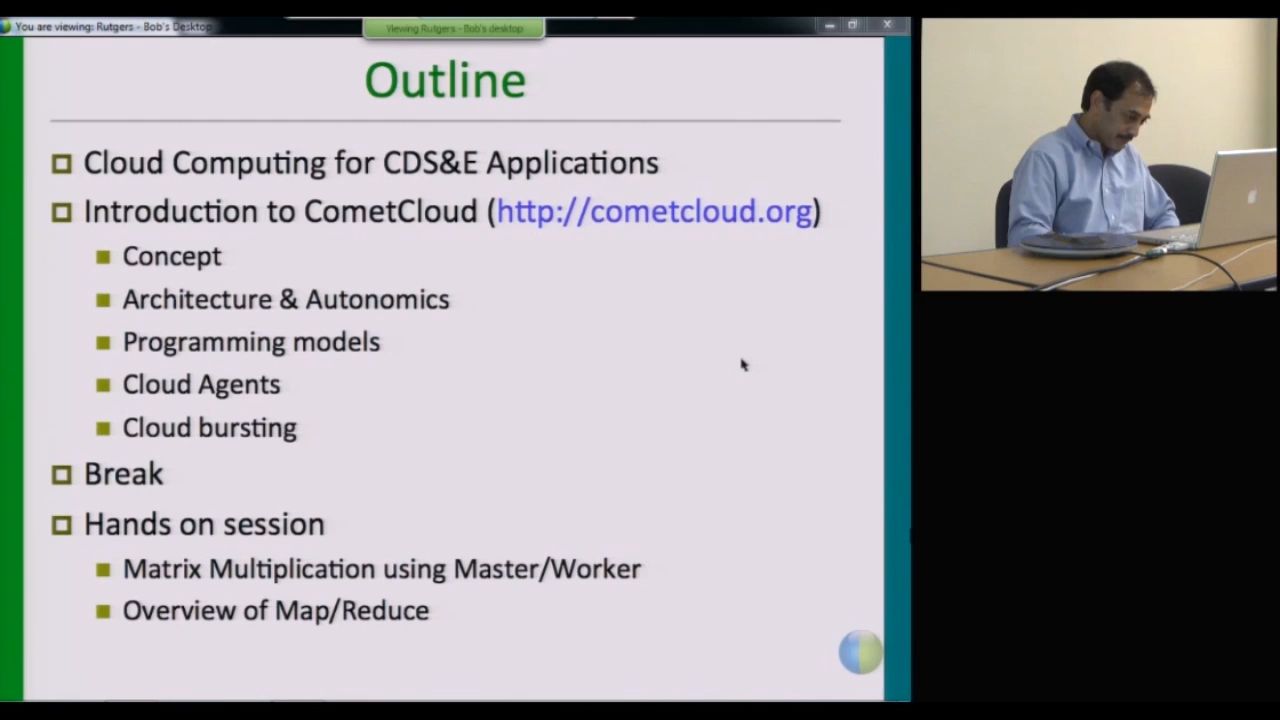 You are viewing: Rutgers - Bob's Desktop
Viewing Rutgers - Bob's desktop
Outline
Cloud Computing for CDS&E Applications
Introduction to CometCloud (http://cometcloud.org)
Concept
Architecture & Autonomics
Programming models
Cloud Agents
Cloud bursting
Break
Hands on session
Matrix Multiplication using Master/Worker
Overview of Map/Reduce